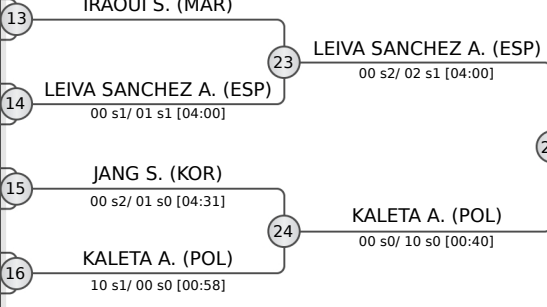 IRAOUI S. (MAR)
13
23
LEIVA SANCHEZ A. (ESP)
00 s2/ 02 s1 [04:00]
LEIVA SANCHEZ A. (ESP)
14
00 s1/ 01 s1 [04:00]
JANG S. (KOR)
15
00 s2/ 01 s0 [04:31]
24
KALETA A. (POL)
00 s0/ 10 s0 [00:40]
KALETA A. (POL)
16
10 s1/ 00 s0 [00:58]